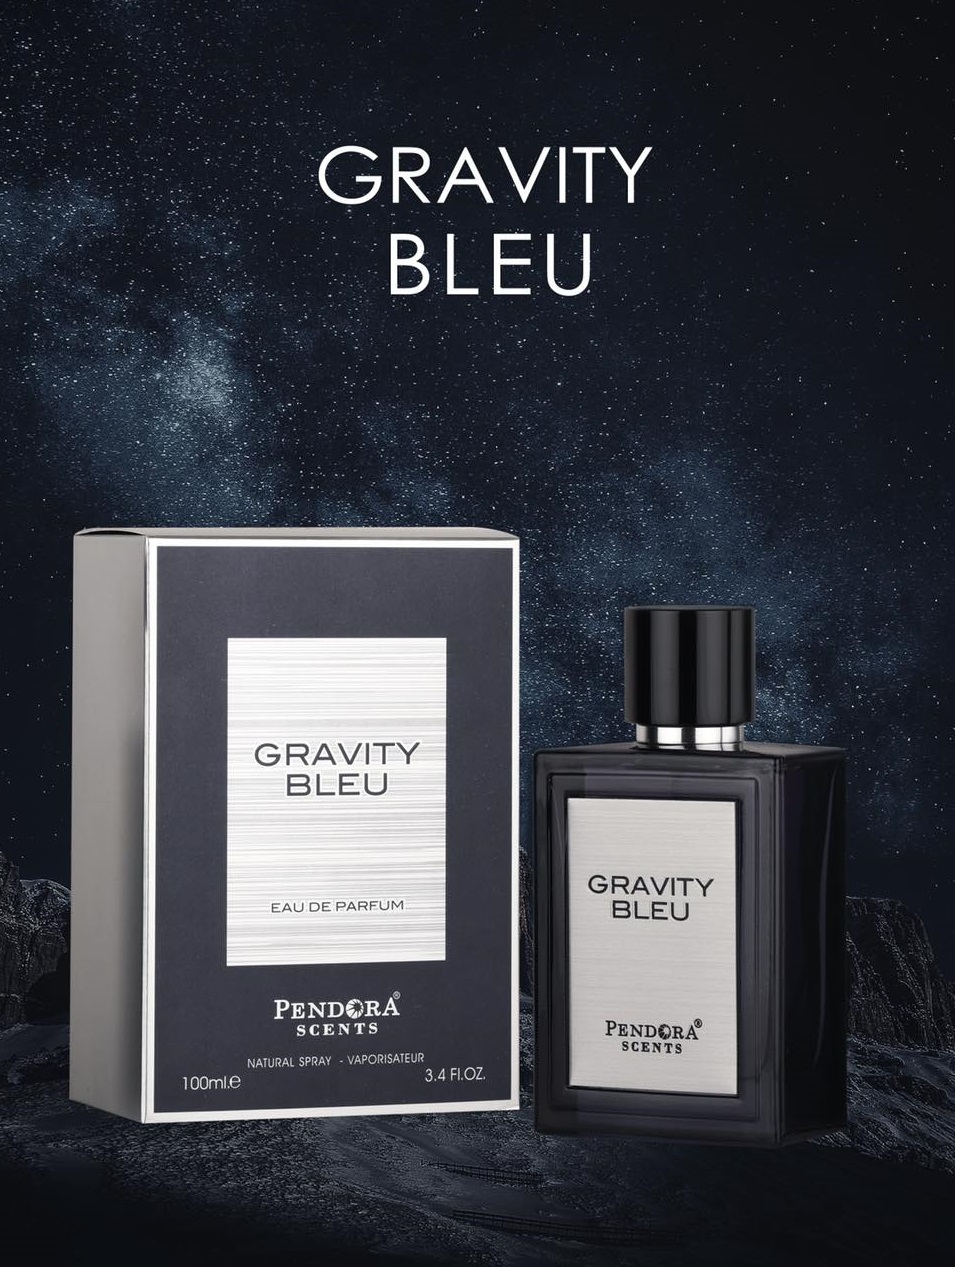 GRAVITY
BLEU
GRAVITY
BLEU
EAU DE PARFUM
PENDORA®
SCENTS
NATURAL SPRAY - VAPORISATEUR
100ml.e
3.4 Fl.OZ.
GRAVITY
BLEU
PENDORA®
SCENTS